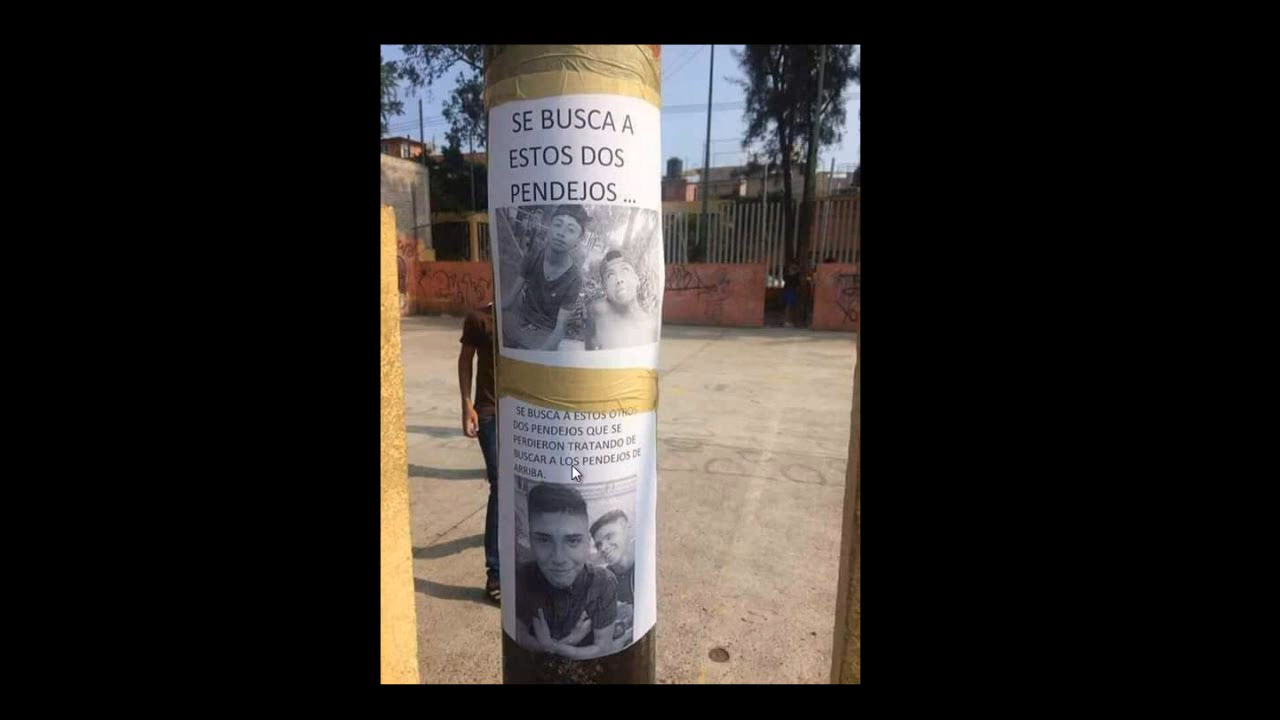 SE BUSCA A
ESTOS DOS
PENDEJOS ...
SE BUSCA A ESTOS OTROS
DOS PENDEJOS QUE SE
PERDIERON TRATANDO DE
BUSCAR A LOS PENDEJOS DE
ARRIBA.